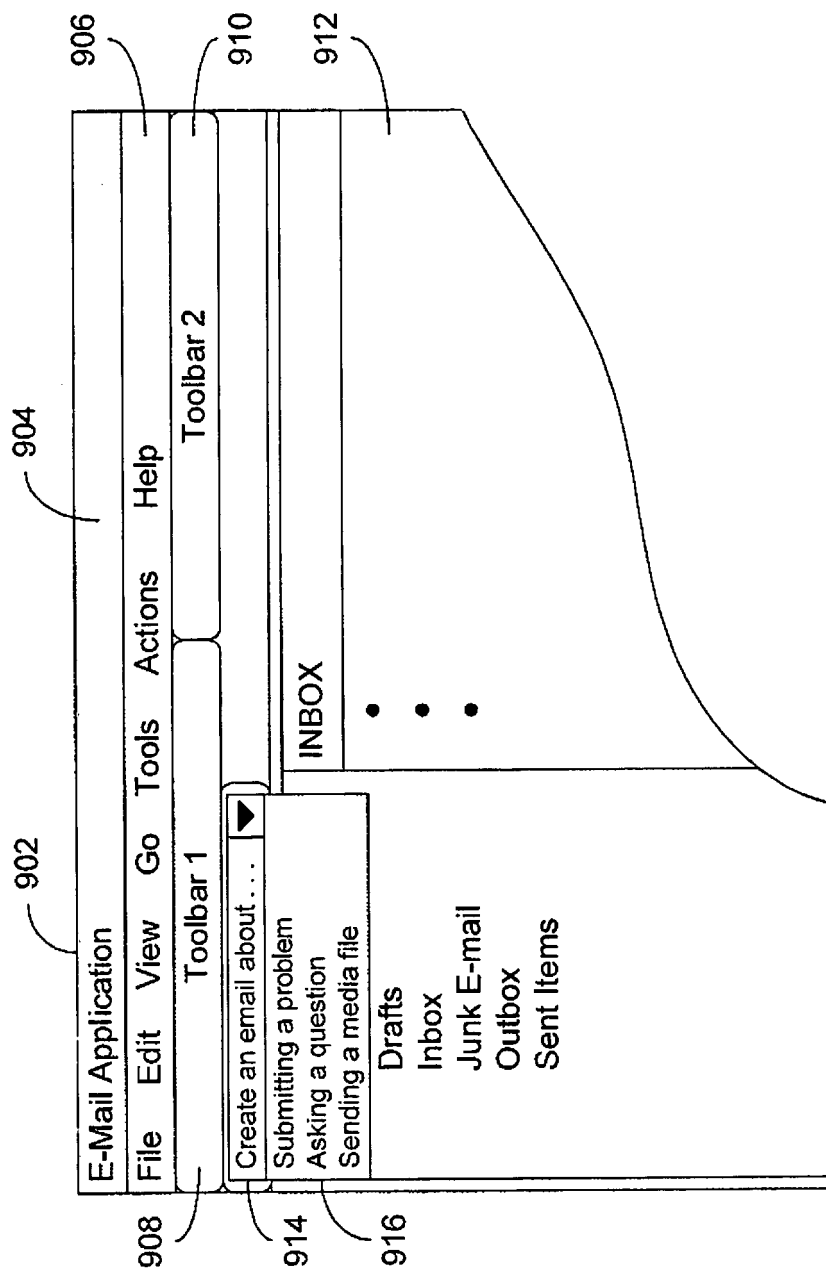 902
904
E-Mail Application
906
File Edit View Go Tools Actions Help
908
Toolbar 1
Toolbar 2
910
914
Create an email about . . .
INBOX
912
916
Submitting a problem
Asking a question
Sending a media file
Drafts
Inbox
Junk E-mail
Outbox
Sent Items